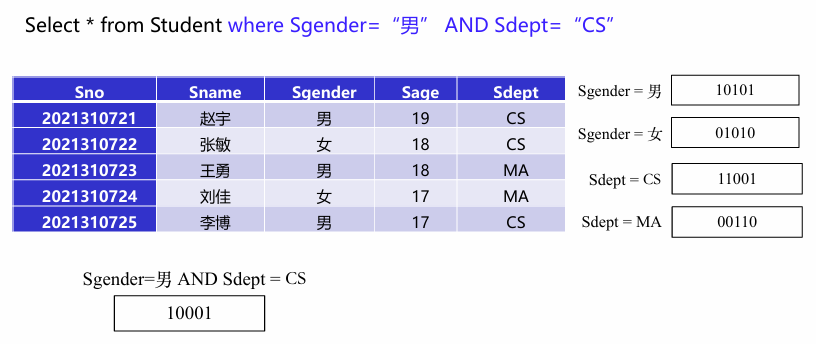 Select * from Student where Sgender=“男” AND Sdept=“CS”
Sno Sname Sgender Sage Sdept
2021310721 赵宇 男 19 CS
2021310722 张敏 女 18 CS
2021310723 王勇 男 18 MA
2021310724 刘佳 女 17 MA
2021310725 李博 男 17 CS
Sgender = 男 10101
Sgender = 女 01010
Sdept = CS 11001
Sdept = MA 00110
Sgender=男 AND Sdept = CS
10001